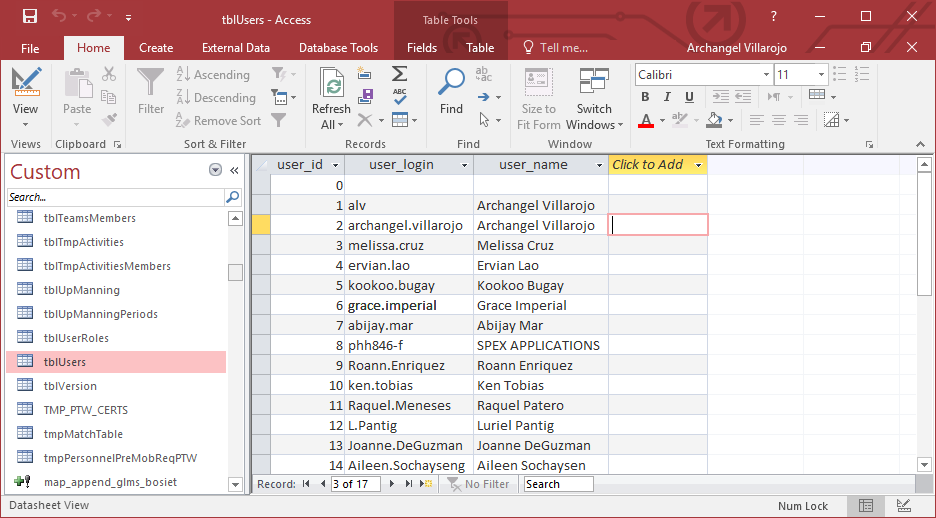 tblUsers - Access
Table Tools
?
File
Home
Create
External Data
Database Tools
Fields
Table
Tell me...
Archangel Villarojo
View
Paste
Filter
Ascending
Descending
Remove Sort
Refresh
All
ABC
Find
ab
ac
Size to
Fit Form
Switch
Windows
Calibri
11
B I U
A
Views
Clipboard
Sort & Filter
Records
Find
Window
Text Formatting
Custom
Search...
tblTeamsMembers
tblTmpActivities
tblTmpActivitiesMembers
tblUpManning
tblUpManningPeriods
tblUserRoles
tblUsers
tblVersion
TMP_PTW_CERTS
tmpMatchTable
tmpPersonnelPreMobReqPTW
map_append_glms_bosiet
user_id user_login user_name Click to Add
0
1 alv Archangel Villarojo
2 archangel.villarojo Archangel Villarojo
3 melissa.cruz Melissa Cruz
4 ervian.lao Ervian Lao
5 kookoo.bugay Kookoo Bugay
6 grace.imperial Grace Imperial
7 abijay.mar Abijay Mar
8 phh846-f SPEX APPLICATIONS
9 Roann.Enriquez Roann Enriquez
10 ken.tobias Ken Tobias
11 Raquel.Meneses Raquel Patero
12 L.Pantig Luriel Pantig
13 Joanne.DeGuzman Joanne DeGuzman
14 Aileen.Sochayseng Aileen Sochaysen
Record: 3 of 17 No Filter Search
Datasheet View
Num Lock